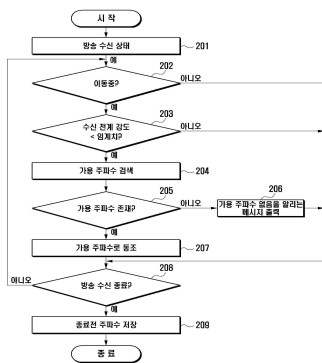 시 작
방송 수신 상태
201
예
202
이동중?
아니오
예
203
수신 전계 강도
< 임계치?
아니오
예
가용 주파수 검색
204
205
가용 주파수 존재?
아니오
206
가용 주파수 없음을 알리는
메시지 출력
예
가용 주파수로 동조
207
208
아니오
방송 수신 종료?
예
종료전 주파수 저장
209
종 료